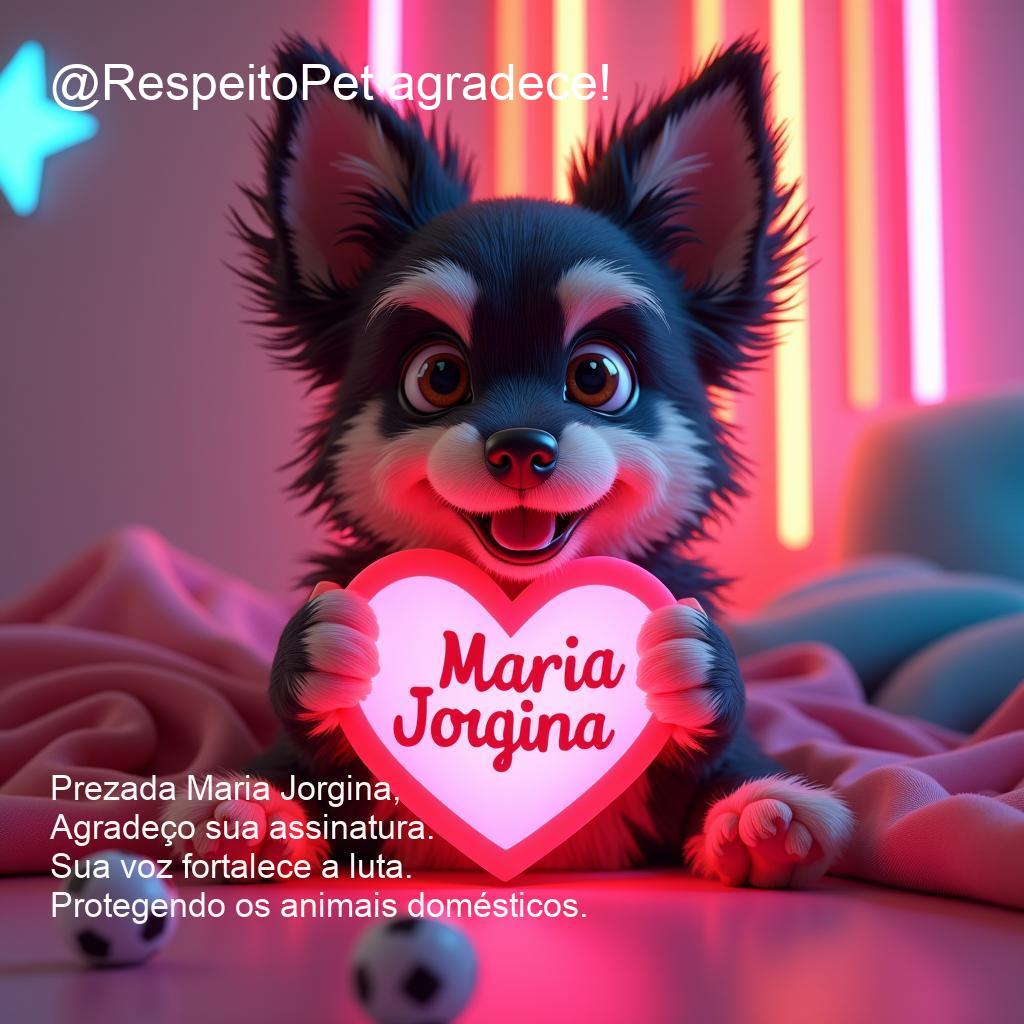 @RespeitoPet agradece!
Maria
Jorgina
Prezada Maria Jorgina,
Agradeço sua assinatura.
Sua voz fortalece a luta.
Protegendo os animais domésticos.